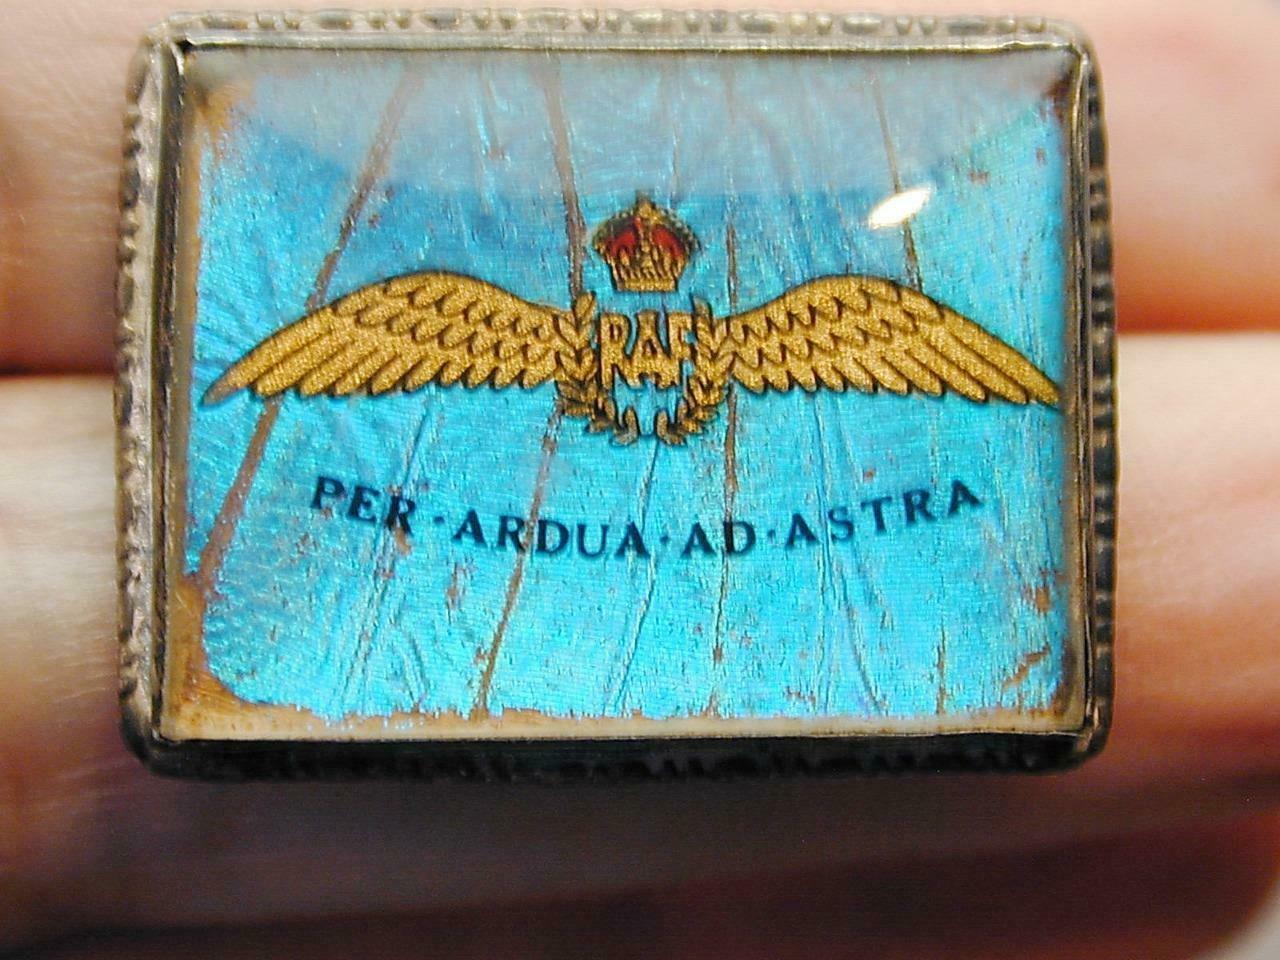 RAF
PER · ARDUA · AD · ASTRA